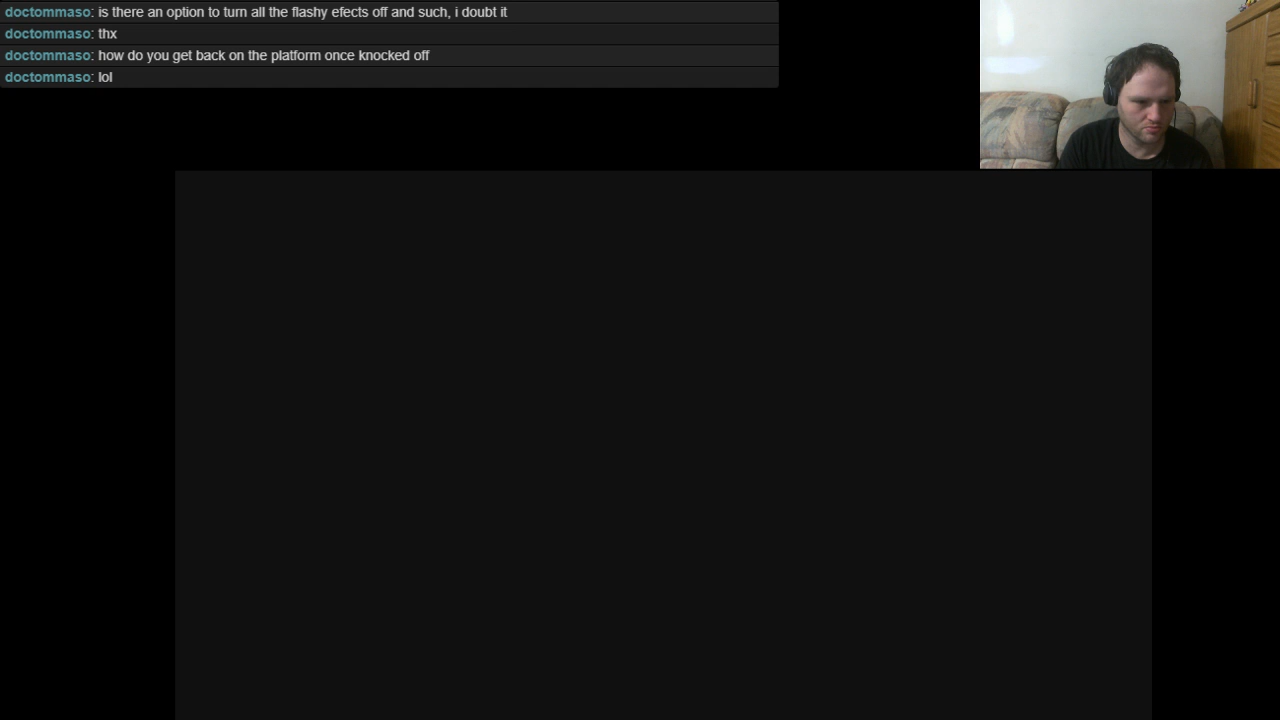 doctommaso: is there an option to turn all the flashy efects off and such, i doubt it
doctommaso: thx
doctommaso: how do you get back on the platform once knocked off
doctommaso: lol